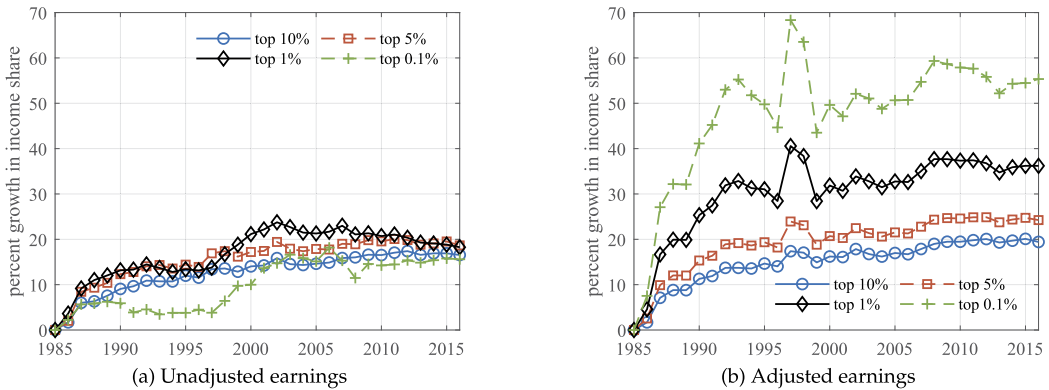 70
60
50
40
30
20
10
0
percent growth in income share
top 10%
top 5%
top 1%
top 0.1%
1985 1990 1995 2000 2005 2010 2015
(a) Unadjusted earnings
70
60
50
40
30
20
10
0
percent growth in income share
top 10%
top 5%
top 1%
top 0.1%
1985 1990 1995 2000 2005 2010 2015
(b) Adjusted earnings